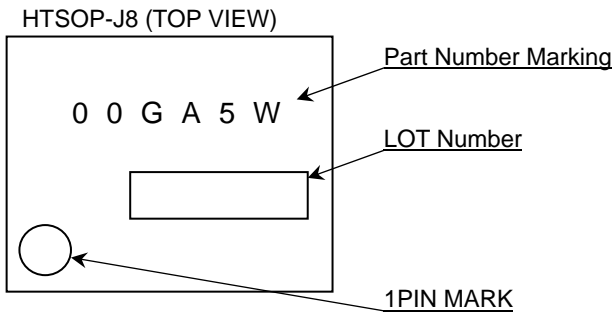 HTSOP-J8 (TOP VIEW)
Part Number Marking
0 0 G A 5 W
LOT Number
1PIN MARK